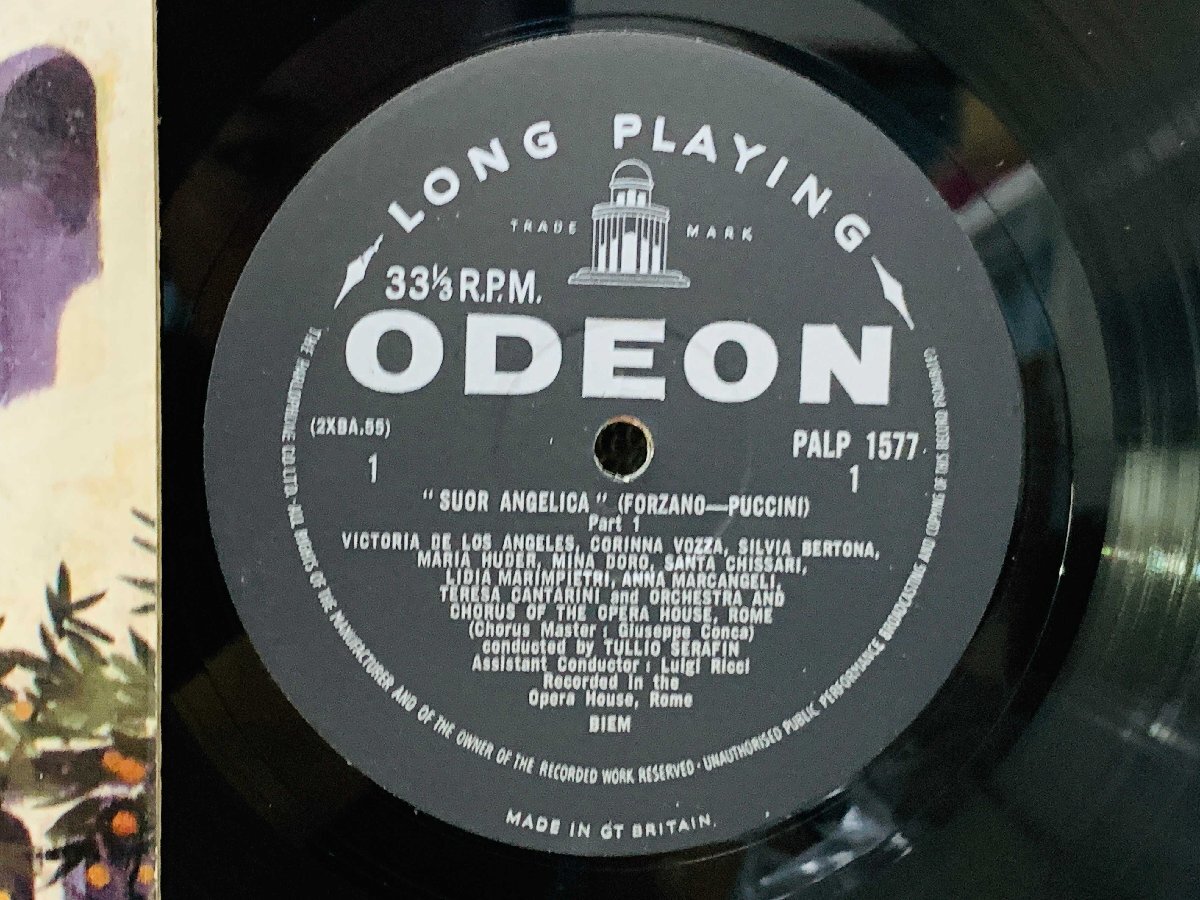 LONG PLAYING
TRADE MARK
33⅓ R.P.M.
ODEON
(2XBA.55)
PALP 1577
1
1
"SUOR ANGELICA" (FORZANO—PUCCINI)
Part 1
VICTORIA DE LOS ANGELES, CORINNA VOZZA, SILVIA BERTONA,
MARIA HUDER, MINA DORO, SANTA CHISSARI,
LIDIA MARIMPIETRI, ANNA MARCANGELI,
TERESA CANTARINI and ORCHESTRA AND
CHORUS OF THE OPERA HOUSE, ROME
(Chorus Master : Giuseppe Conca)
conducted by TULLIO SERAFIN
Assistant Conductor : Luigi Ricci
Recorded in the
Opera House, Rome
BIEM
THE PARLOPHONE CO. LTD.—ALL RIGHTS OF THE MANUFACTURER AND OF THE OWNER OF THE RECORDED WORK RESERVED · UNAUTHORISED PUBLIC PERFORMANCE BROADCASTING AND COPYING OF THIS RECORD PROHIBITED
MADE IN GT BRITAIN.